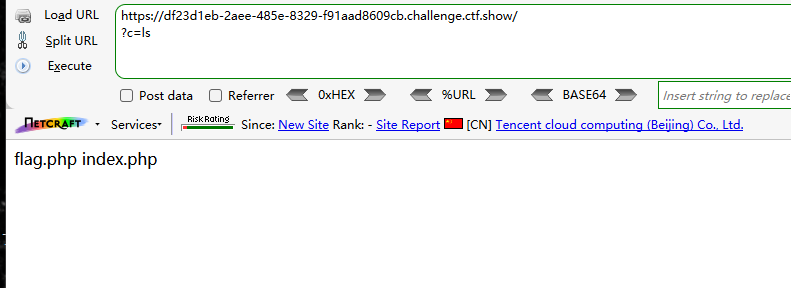 Load URL
https://df23d1eb-2aee-485e-8329-f91aad8609cb.challenge.ctf.show/
Split URL
?c=ls
Execute
Post data Referrer 0xHEX %URL BASE64 Insert string to replace
NETCRAFT Services Risk Rating Since: New Site Rank: - Site Report [CN] Tencent cloud computing (Beijing) Co., Ltd.
flag.php index.php